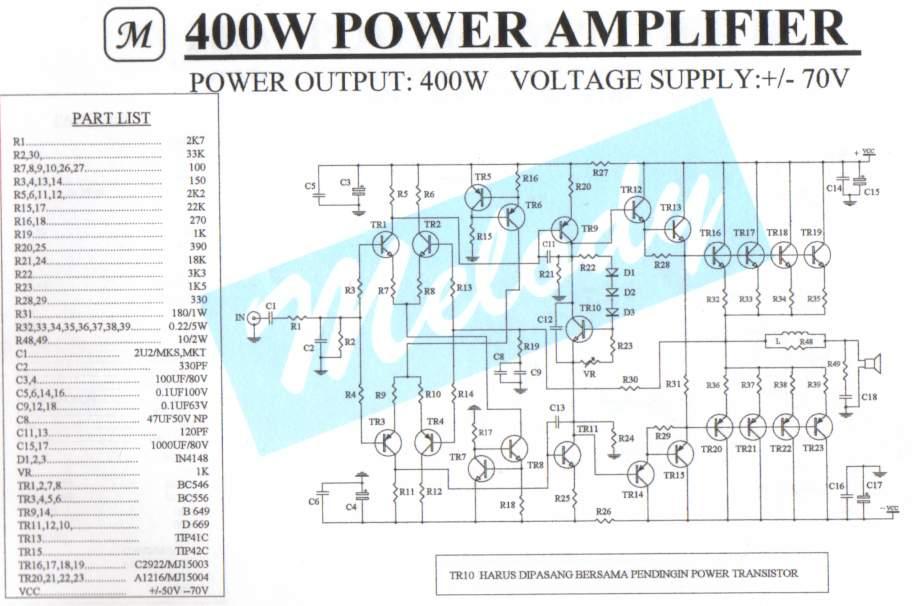 M
400W POWER AMPLIFIER
POWER OUTPUT: 400W VOLTAGE SUPPLY:+/- 70V
PART LIST
R1 2K7
R2,30, 33K
R7,8,9,10,26,27 100
R3,4,13,14 150
R5,6,11,12, 2K2
R15,17 22K
R16,18 270
R19 1K
R20,25 390
R21,24 18K
R22 3K3
R23 1K5
R28,29 330
R31 180/1W
R32,33,34,35,36,37,38,39 0.22/5W
R48,49 10/2W
C1 2U2/MKS,MKT
C2 330PF
C3,4 100UF/80V
C5,6,14,16 0.1UF100V
C9,12,18 0.1UF63V
C8 47UF50V NP
C11,13 120PF
C15,17 1000UF/80V
D1,2,3 IN4148
VR 1K
TR1,2,7,8 BC546
TR3,4,5,6 BC556
TR9,14, B 649
TR11,12,10, D 669
TR13 TIP41C
TR15 TIP42C
TR16,17,18,19 C2922/MJ15003
TR20,21,22,23 A1216/MJ15004
VCC +/-50V --70V
Melody
+ VCC
R27
C5
C3
R5
R6
TR5
R16
R20
TR12
C14
C15
TR6
TR13
TR1
TR2
R15
TR9
TR16
TR17
TR18
TR19
C11
R21
R22
D1
R28
R3
R7
R8
R13
D2
R32
R33
R34
R35
IN
C1
R1
C12
TR10
D3
C2
R2
R19
R23
L
R48
C8
C9
VR
R49
R4
R9
R10
R14
R30
R31
R36
R37
R38
R39
C18
C13
TR3
TR4
R17
TR11
R24
R29
TR7
TR8
TR20
TR21
TR22
TR23
TR15
TR14
C6
C4
R11
R12
R18
R25
C16
C17
R26
-VCC
TR10 HARUS DIPASANG BERSAMA PENDINGIN POWER TRANSISTOR